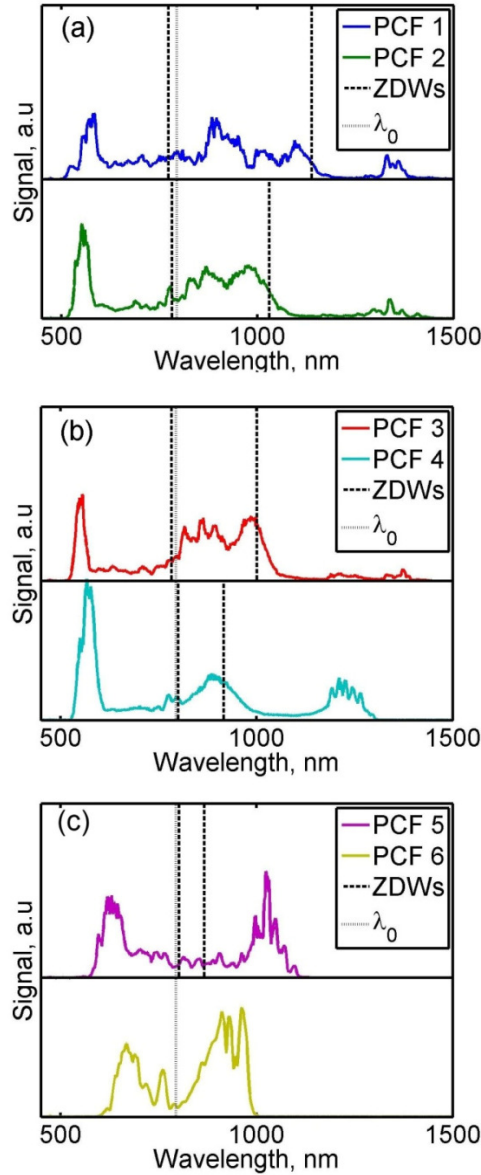 (a)
PCF 1
PCF 2
ZDWs
λ0
Signal, a.u
500 1000 1500
Wavelength, nm
(b)
PCF 3
PCF 4
ZDWs
λ0
Signal, a.u
500 1000 1500
Wavelength, nm
(c)
PCF 5
PCF 6
ZDWs
λ0
Signal, a.u
500 1000 1500
Wavelength, nm